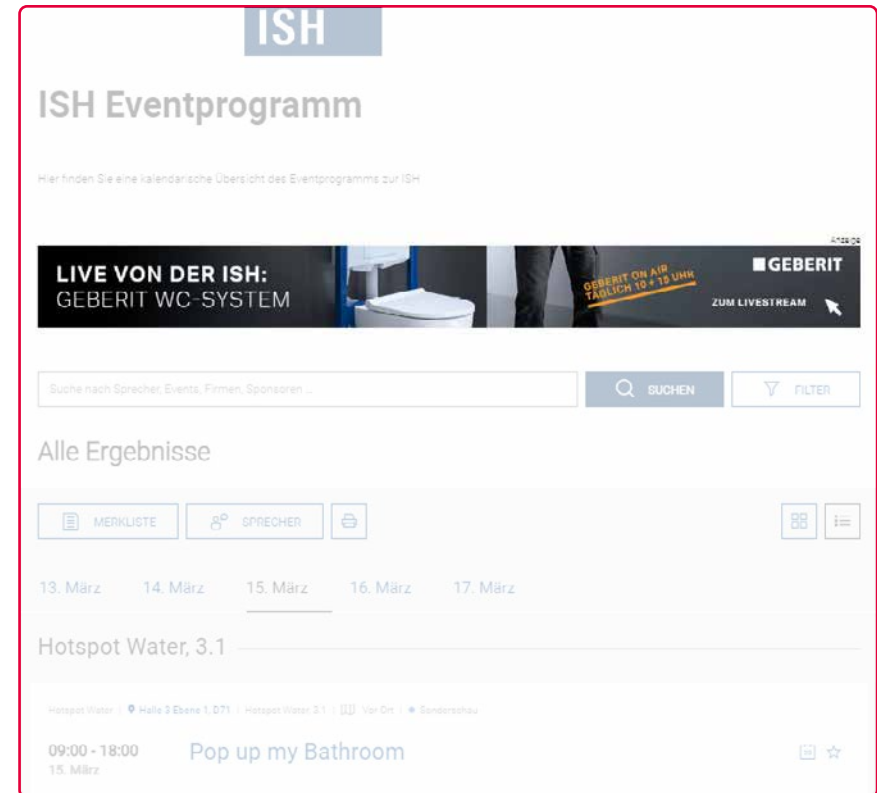 ISH
ISH Eventprogramm
Hier finden Sie eine kalendarische Übersicht des Eventprogramms zur ISH
Anzeige
LIVE VON DER ISH:
GEBERIT WC-SYSTEM
GEBERIT ON AIR
TÄGLICH 10 + 15 UHR
GEBERIT
ZUM LIVESTREAM
Suche nach Sprecher, Events, Firmen, Sponsoren ...
SUCHEN
FILTER
Alle Ergebnisse
MERKLISTE
SPRECHER
13. März 14. März 15. März 16. März 17. März
Hotspot Water, 3.1
Hotspot Water | Halle 3 Ebene 1, D71 | Hotspot Water, 3.1 | Vor Ort | Sonderschau
09:00 - 18:00 Pop up my Bathroom
15. März